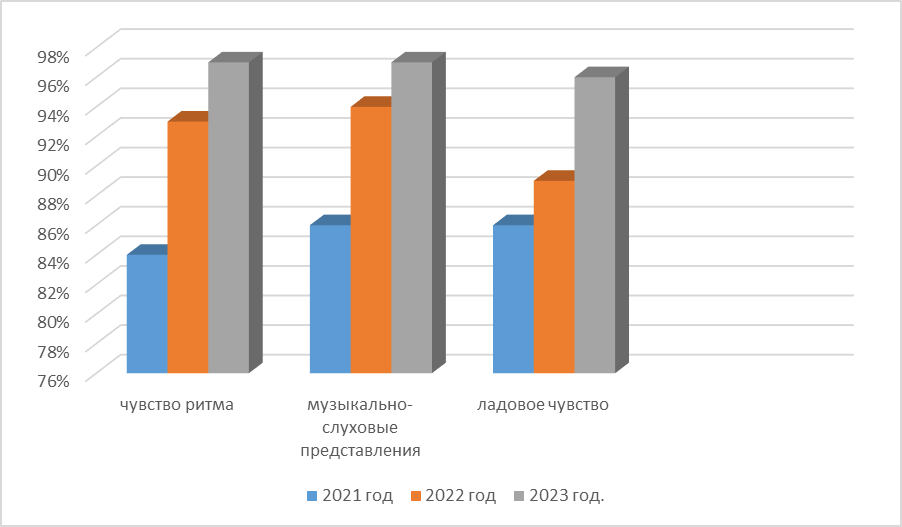 98%
96%
94%
92%
90%
88%
86%
84%
82%
80%
78%
76%
чувство ритма
музыкально-
слуховые
представления
ладовое чувство
2021 год 2022 год 2023 год.